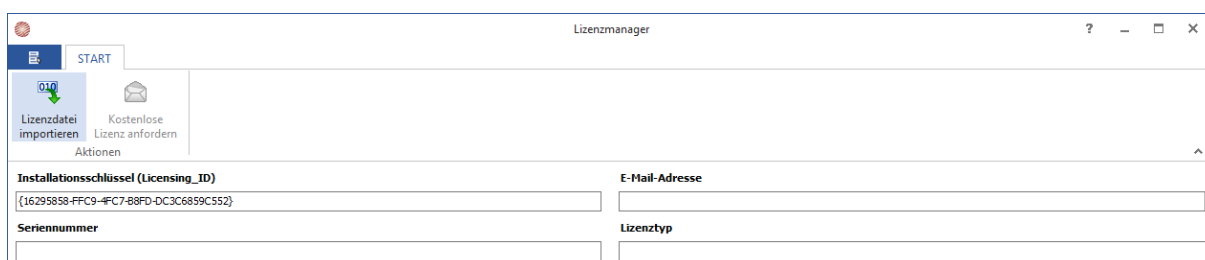 Lizenzmanager
?
START
010
Lizenzdatei importieren
Kostenlose Lizenz anfordern
Aktionen
Installationsschlüssel (Licensing_ID)
E-Mail-Adresse
{16295858-FFC9-4FC7-B8FD-DC3C6859C552}
Seriennummer
Lizenztyp